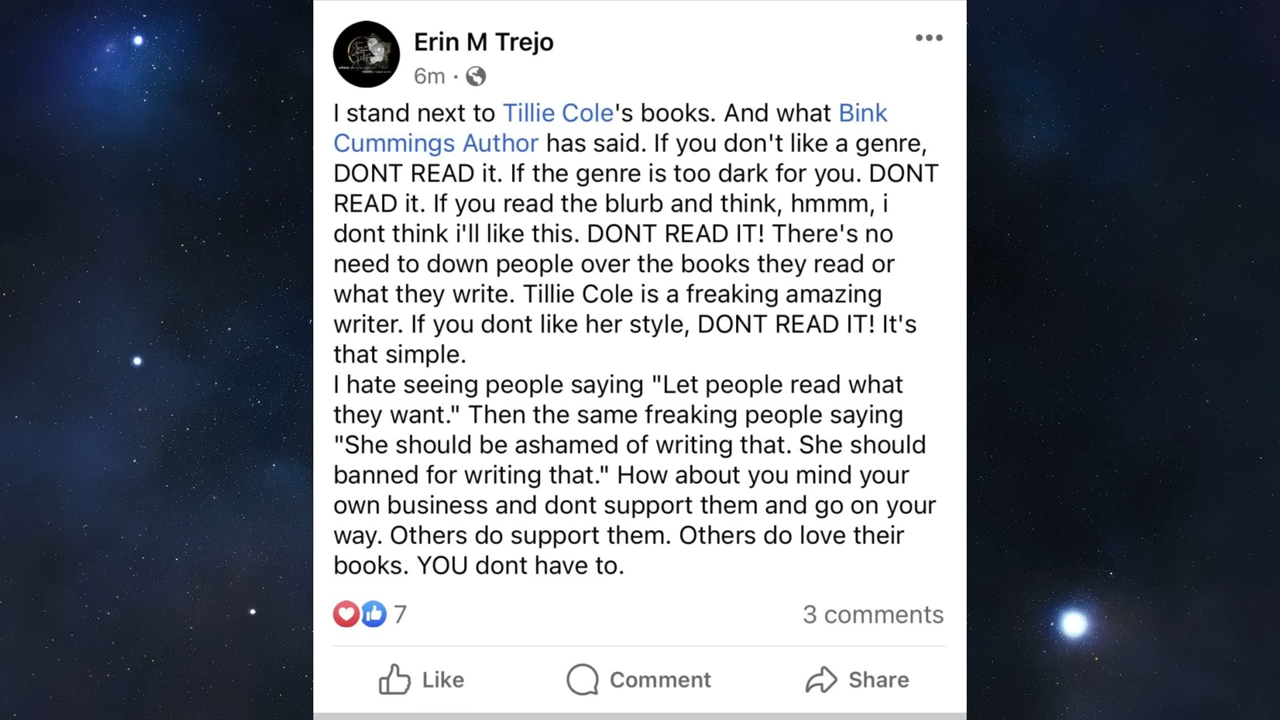 Erin M Trejo
6m ·
I stand next to Tillie Cole's books. And what Bink
Cummings Author has said. If you don't like a genre,
DONT READ it. If the genre is too dark for you. DONT
READ it. If you read the blurb and think, hmmm, i
dont think i'll like this. DONT READ IT! There's no
need to down people over the books they read or
what they write. Tillie Cole is a freaking amazing
writer. If you dont like her style, DONT READ IT! It's
that simple.
I hate seeing people saying "Let people read what
they want." Then the same freaking people saying
"She should be ashamed of writing that. She should
banned for writing that." How about you mind your
own business and dont support them and go on your
way. Others do support them. Others do love their
books. YOU dont have to.
7
3 comments
Like
Comment
Share